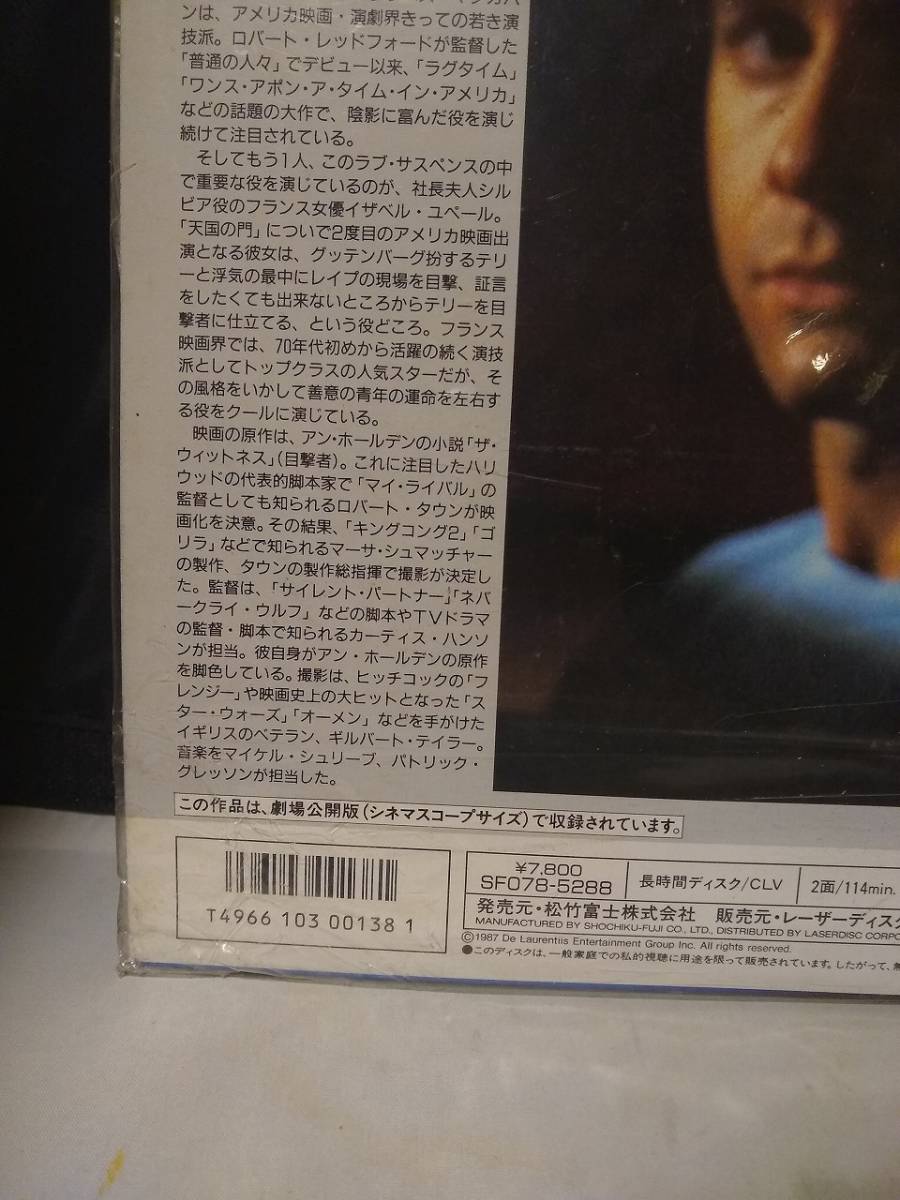 ンは、アメリカ映画・演劇界きっての若き演
技派。ロバート・レッドフォードが監督した
「普通の人々」でデビュー以来、「ラグタイム」
「ワンス・アポン・ア・タイム・イン・アメリカ」
などの話題の大作で、陰影に富んだ役を演じ
続けて注目されている。
そしてもう1人、このラブ・サスペンスの中
で重要な役を演じているのが、社長夫人シル
ビア役のフランス女優イザベル・ユペール。
「天国の門」についで2度目のアメリカ映画出
演となる彼女は、グッテンバーグ扮するテリ
ーと浮気の最中にレイプの現場を目撃、証言
をしたくても出来ないところからテリーを目
撃者に仕立てる、という役どころ。フランス
映画界では、70年代初めから活躍の続く演技
派としてトップクラスの人気スターだが、そ
の風格をいかして善意の青年の運命を左右す
る役をクールに演じている。
映画の原作は、アン・ホールデンの小説「ザ・
ウィットネス」(目撃者)。これに注目したハリ
ウッドの代表的脚本家で「マイ・ライバル」の
監督としても知られるロバート・タウンが映
画化を決意。その結果、「キングコング2」「ゴ
リラ」などで知られるマーサ・シュマッチャー
の製作、タウンの製作総指揮で撮影が決定し
た。監督は、「サイレント・パートナー」「ネバ
ークライ・ウルフ」などの脚本やTVドラマ
の監督・脚本で知られるカーティス・ハンソ
ンが担当。彼自身がアン・ホールデンの原作
を脚色している。撮影は、ヒッチコックの「フ
レンジー」や映画史上の大ヒットとなった「ス
ター・ウォーズ」「オーメン」などを手がけた
イギリスのベテラン、ギルバート・テイラー。
音楽をマイケル・シュリーブ、パトリック・
グレッソンが担当した。
この作品は、劇場公開版(シネマスコープサイズ)で収録されています。
T4966 103 00138 1
¥7,800
SF078-5288
長時間ディスク/CLV
2面/114min.
発売元・松竹富士株式会社 販売元・レーザーディスク
MANUFACTURED BY SHOCHIKU-FUJI CO., LTD., DISTRIBUTED BY LASERDISC CORPO
©1987 De Laurentiis Entertainment Group Inc. All rights reserved.
●このディスクは、一般家庭での私的視聴に用途を限って販売されています。したがって、無